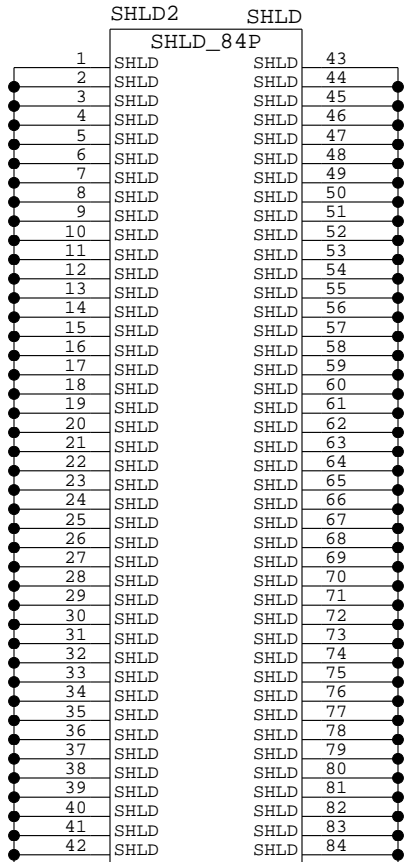 SHLD2 SHLD
SHLD_84P
1 SHLD SHLD 43
2 SHLD SHLD 44
3 SHLD SHLD 45
4 SHLD SHLD 46
5 SHLD SHLD 47
6 SHLD SHLD 48
7 SHLD SHLD 49
8 SHLD SHLD 50
9 SHLD SHLD 51
10 SHLD SHLD 52
11 SHLD SHLD 53
12 SHLD SHLD 54
13 SHLD SHLD 55
14 SHLD SHLD 56
15 SHLD SHLD 57
16 SHLD SHLD 58
17 SHLD SHLD 59
18 SHLD SHLD 60
19 SHLD SHLD 61
20 SHLD SHLD 62
21 SHLD SHLD 63
22 SHLD SHLD 64
23 SHLD SHLD 65
24 SHLD SHLD 66
25 SHLD SHLD 67
26 SHLD SHLD 68
27 SHLD SHLD 69
28 SHLD SHLD 70
29 SHLD SHLD 71
30 SHLD SHLD 72
31 SHLD SHLD 73
32 SHLD SHLD 74
33 SHLD SHLD 75
34 SHLD SHLD 76
35 SHLD SHLD 77
36 SHLD SHLD 78
37 SHLD SHLD 79
38 SHLD SHLD 80
39 SHLD SHLD 81
40 SHLD SHLD 82
41 SHLD SHLD 83
42 SHLD SHLD 84